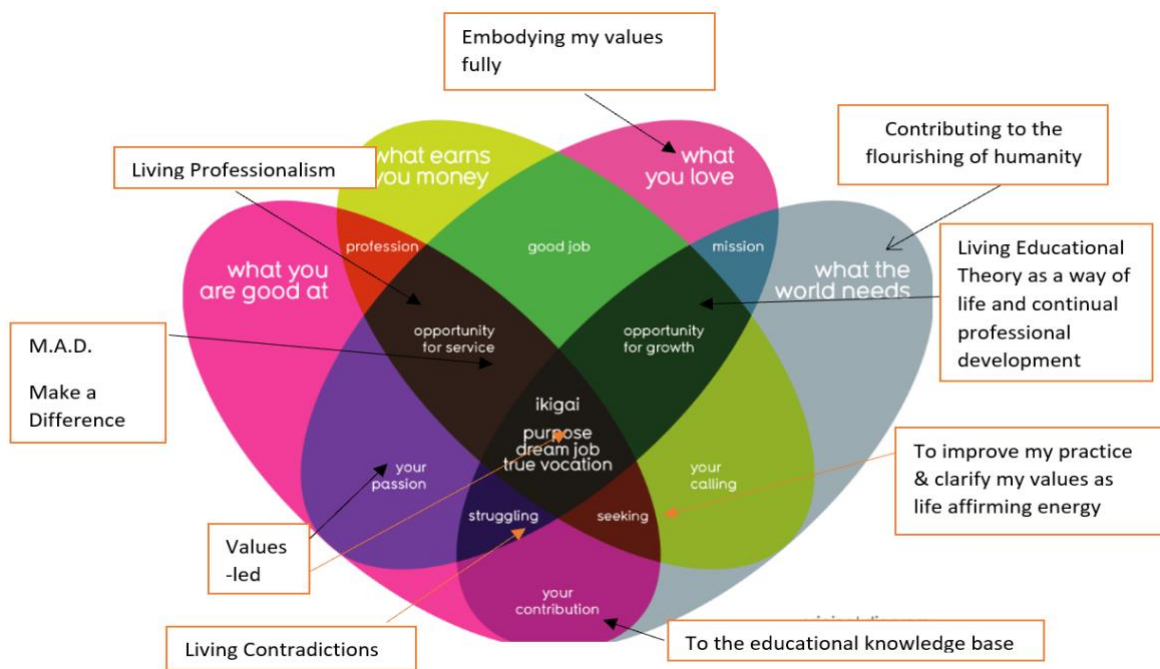 Embodying my values
fully
Contributing to the
flourishing of humanity
Living Professionalism
what earns
you money
what
you love
profession
good job
mission
what you
are good at
what the
world needs
Living Educational
Theory as a way of
life and continual
professional
development
M.A.D.
Make a
Difference
opportunity
for service
opportunity
for growth
ikigai
purpose
dream job
true vocation
your
passion
your
calling
To improve my practice
& clarify my values as
life affirming energy
struggling
seeking
Values
-led
your
contribution
Living Contradictions
To the educational knowledge base